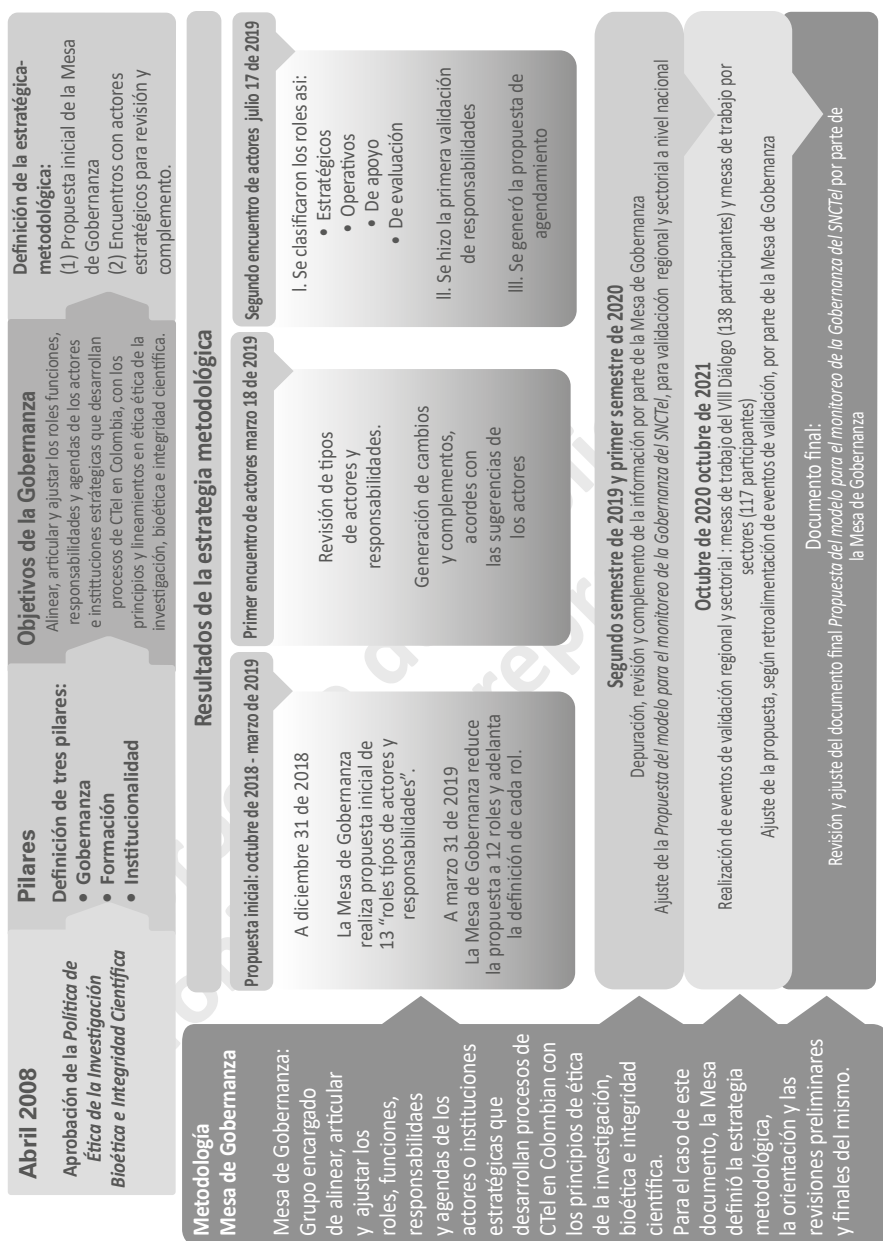 Abril 2008
Aprobación de la Política de
Ética de la Investigación
Bioética e Integridad Científica
Pilares
Definición de tres pilares:
• Gobernanza
• Formación
• Institucionalidad
Objetivos de la Gobernanza
Alinear, articular y ajustar los roles funciones,
responsabilidades y agendas de los actores
e instituciones estrátegicas que desarrollan
procesos de CTeI en Colombia, con los
principios y lineamientos en ética ética de la
investigación, bioética e integridad científica.
Definición de la estratégica-
metodológica:
(1) Propuesta inicial de la Mesa
de Gobernanza
(2) Encuentros con actores
estratégicos para revisión y
complemento.
Metodología
Mesa de Gobernanza
Mesa de Gobernanza:
Grupo encargado
de alinear, articular
y ajustar los
roles, funciones,
responsabilidaes
y agendas de los
actores o instituciones
estratégicas que
desarrollan procesos de
CTeI en Colombian con
los principios de ética
de la investigación,
bioética e integridad
científica.
Para el caso de este
documento, la Mesa
definió la estrategia
metodológica,
la orientación y las
revisiones preliminares
y finales del mismo.
Resultados de la estrategia metodológica
Propuesta inicial: octubre de 2018 - marzo de 2019
A diciembre 31 de 2018
La Mesa de Gobernanza
realiza propuesta inicial de
13 “roles tipos de actores y
responsabilidades”.
A marzo 31 de 2019
La Mesa de Gobernanza reduce
la propuesta a 12 roles y adelanta
la definición de cada rol.
Primer encuentro de actores marzo 18 de 2019
Revisión de tipos
de actores y
responsabilidades.
Generación de cambios
y complementos,
acordes con
las sugerencias de
los actores
Segundo encuentro de actores julio 17 de 2019
I. Se clasificaron los roles asi:
• Estratégicos
• Operativos
• De apoyo
• De evaluación
II. Se hizo la primera validación
de responsabilidades
III. Se generó la propuesta de
agendamiento
Segundo semestre de 2019 y primer semestre de 2020
Depuración, revisión y complemento de la información por parte de la Mesa de Gobernanza
Ajuste de la Propuesta del modelo para el monitoreo de la Gobernanza del SNCTeI, para validacioón regional y sectorial a nivel nacional
Octubre de 2020 octubre de 2021
Realización de eventos de validación regional y sectorial : mesas de trabajo del VIII Diálogo (138 patrticipantes) y mesas de trabajo por
sectores (117 participantes)
Ajuste de la propuesta, según retroalimentación de eventos de validación, por parte de la Mesa de Gobernanza
Documento final:
Revisión y ajuste del documento final Propuesta del modelo para el monitoreo de la Gobernanza del SNCTeI por parte de
la Mesa de Gobernanza